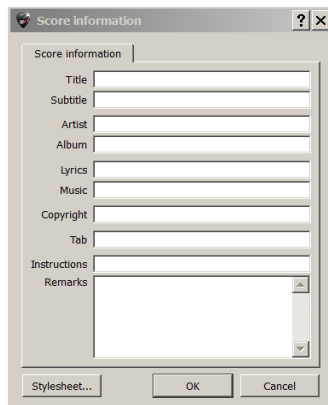 Score information
Score information
Title
Subtitle
Artist
Album
Lyrics
Music
Copyright
Tab
Instructions
Remarks
Stylesheet... OK Cancel